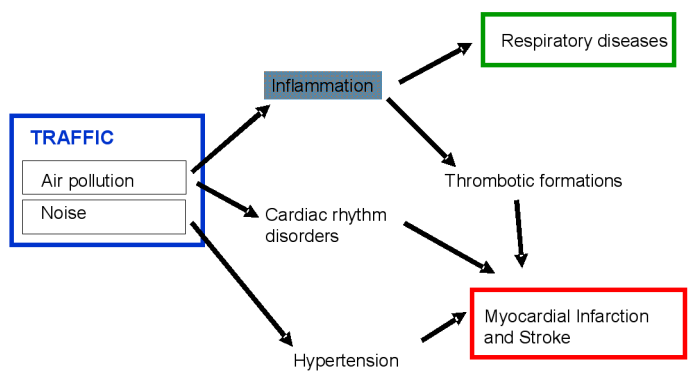 Respiratory diseases
Inflammation
TRAFFIC
Air pollution
Thrombotic formations
Noise
Cardiac rhythm
disorders
Myocardial Infarction
and Stroke
Hypertension